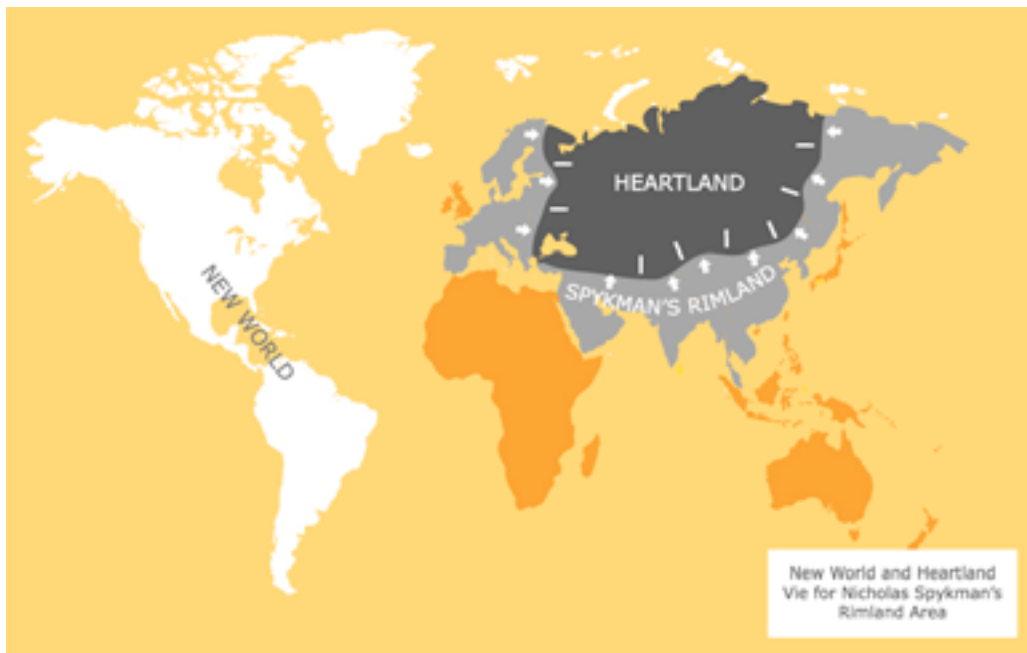 HEARTLAND
SPYKMAN'S RIMLAND
NEW WORLD
New World and Heartland
Vie for Nicholas Spykman's
Rimland Area